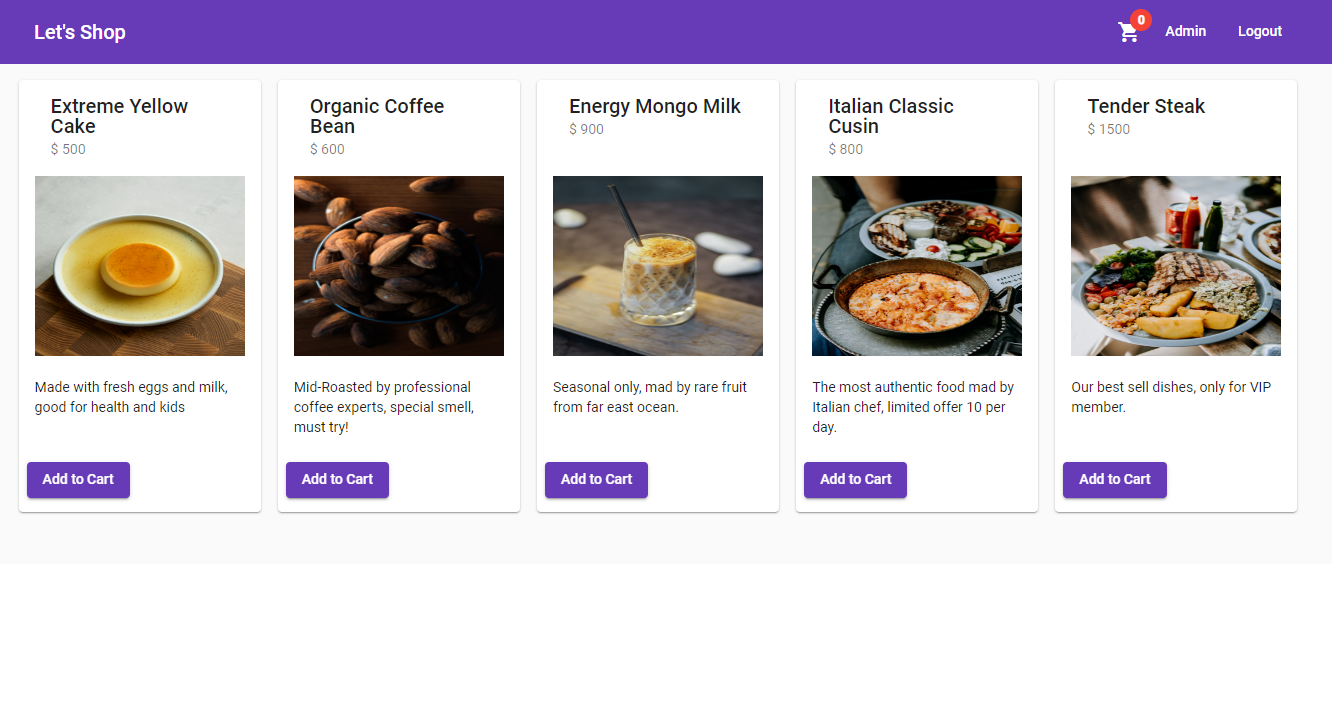 Let's Shop
0
Admin
Logout
Extreme Yellow
Cake
$ 500
Made with fresh eggs and milk,
good for health and kids
Add to Cart
Organic Coffee
Bean
$ 600
Mid-Roasted by professional
coffee experts, special smell,
must try!
Add to Cart
Energy Mongo Milk
$ 900
Seasonal only, mad by rare fruit
from far east ocean.
Add to Cart
Italian Classic
Cusin
$ 800
The most authentic food mad by
Italian chef, limited offer 10 per
day.
Add to Cart
Tender Steak
$ 1500
Our best sell dishes, only for VIP
member.
Add to Cart